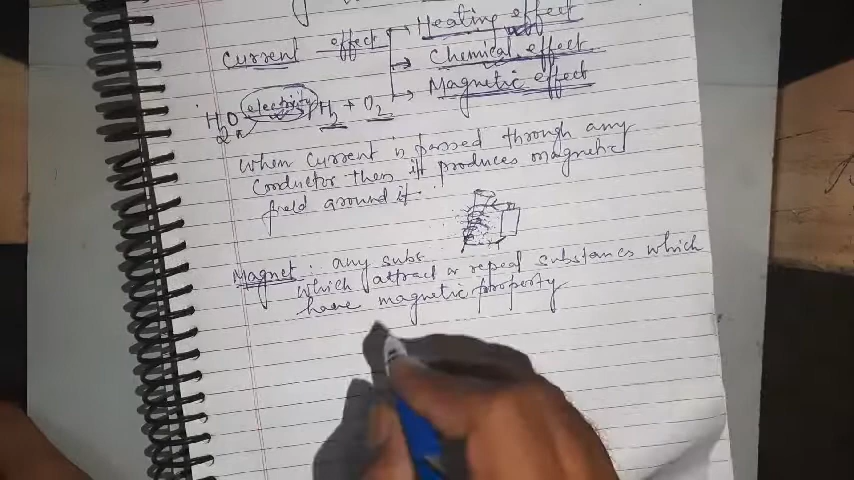 Heating effect
Current effect
Chemical effect
Magnetic effect
H2O electricity H2 + O2
When current is passed through any
conductor then it produces magnetic
field around it.
Magnet : any subs.
which attract or repeal substances which
have magnetic property